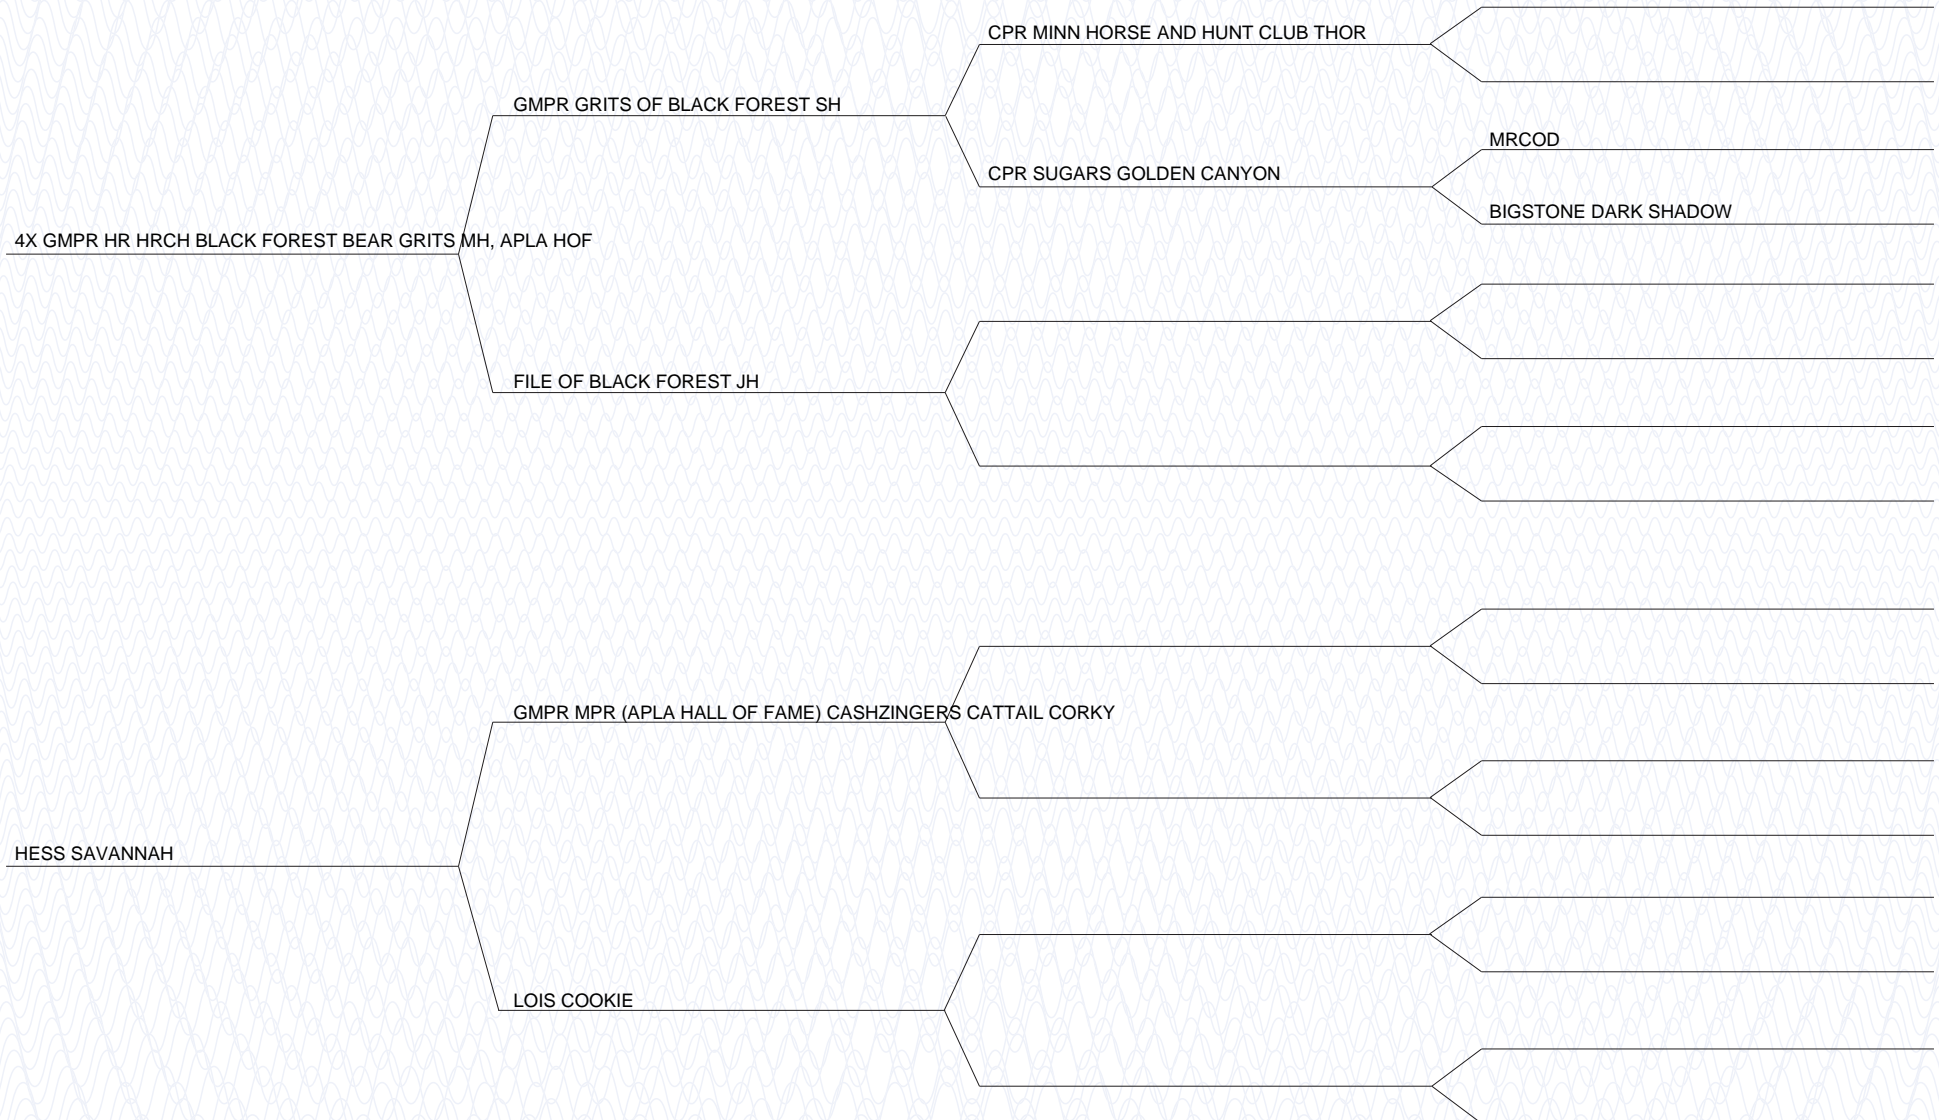 CPR MINN HORSE AND HUNT CLUB THOR
GMPR GRITS OF BLACK FOREST SH
MRCOD
CPR SUGARS GOLDEN CANYON
BIGSTONE DARK SHADOW
4X GMPR HR HRCH BLACK FOREST BEAR GRITS MH, APLA HOF
FILE OF BLACK FOREST JH
GMPR MPR (APLA HALL OF FAME) CASHZINGERS CATTAIL CORKY
HESS SAVANNAH
LOIS COOKIE